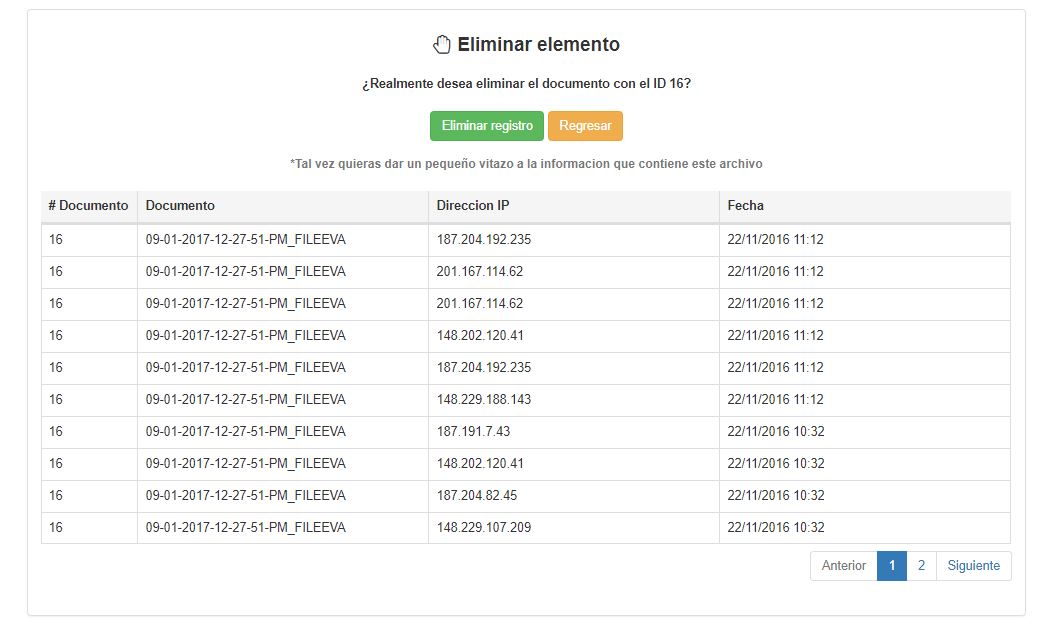 Eliminar elemento
¿Realmente desea eliminar el documento con el ID 16?
Eliminar registro Regresar
*Tal vez quieras dar un pequeño vitazo a la informacion que contiene este archivo
# Documento Documento Direccion IP Fecha
16 09-01-2017-12-27-51-PM_FILEEVA 187.204.192.235 22/11/2016 11:12
16 09-01-2017-12-27-51-PM_FILEEVA 201.167.114.62 22/11/2016 11:12
16 09-01-2017-12-27-51-PM_FILEEVA 201.167.114.62 22/11/2016 11:12
16 09-01-2017-12-27-51-PM_FILEEVA 148.202.120.41 22/11/2016 11:12
16 09-01-2017-12-27-51-PM_FILEEVA 187.204.192.235 22/11/2016 11:12
16 09-01-2017-12-27-51-PM_FILEEVA 148.229.188.143 22/11/2016 11:12
16 09-01-2017-12-27-51-PM_FILEEVA 187.191.7.43 22/11/2016 10:32
16 09-01-2017-12-27-51-PM_FILEEVA 148.202.120.41 22/11/2016 10:32
16 09-01-2017-12-27-51-PM_FILEEVA 187.204.82.45 22/11/2016 10:32
16 09-01-2017-12-27-51-PM_FILEEVA 148.229.107.209 22/11/2016 10:32
Anterior 1 2 Siguiente